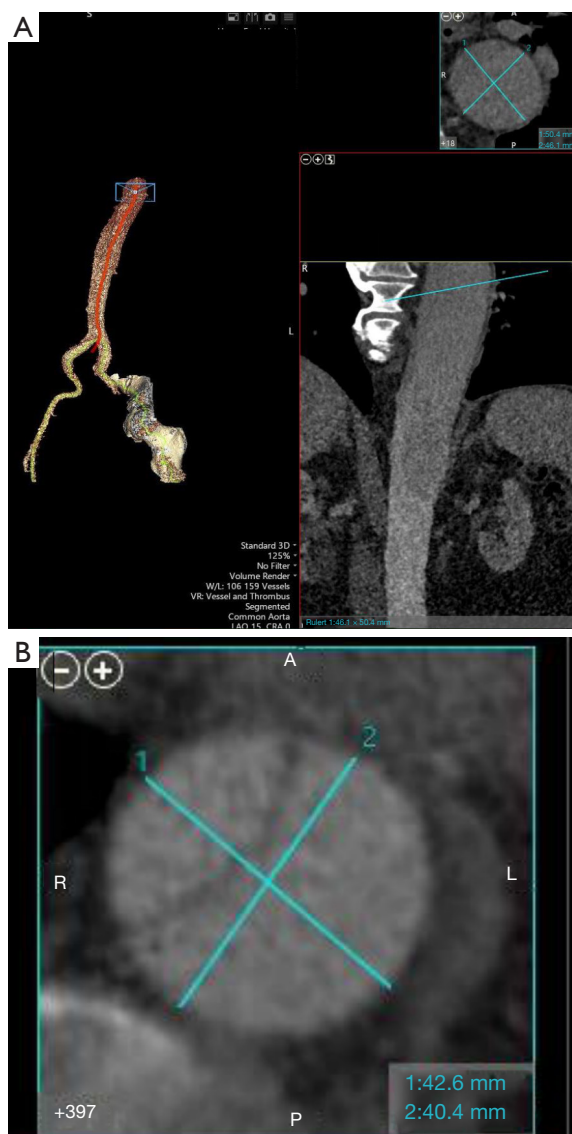 A
S
1
2
A
R
+18
P
1:50.4 mm
2:46.1 mm
R
L
Standard 3D
125%
No Filter
Volume Render
W/L: 106 159 Vessels
VR: Vessel and Thrombus
Segmented
Common Aorta
LAO 15, CRA 0
Rulert 1:46.1 × 50.4 mm
B
A
1
2
R
L
+397
P
1:42.6 mm
2:40.4 mm